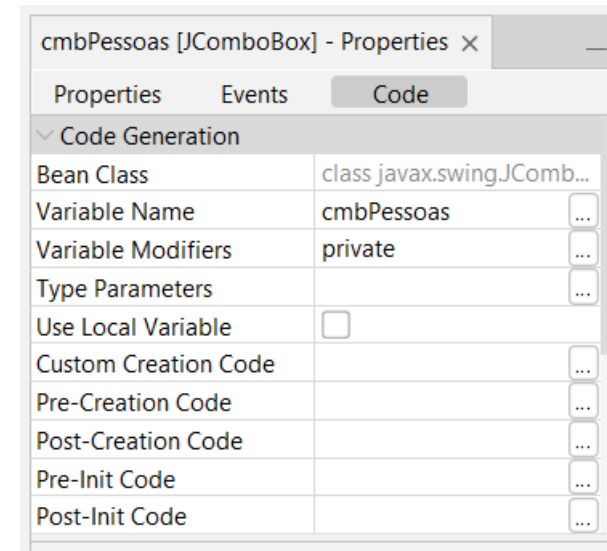 cmbPessoas [JComboBox] - Properties ×
Properties Events Code
Code Generation
Bean Class class javax.swing.JComb...
Variable Name cmbPessoas ...
Variable Modifiers private ...
Type Parameters ...
Use Local Variable
Custom Creation Code ...
Pre-Creation Code ...
Post-Creation Code ...
Pre-Init Code ...
Post-Init Code ...